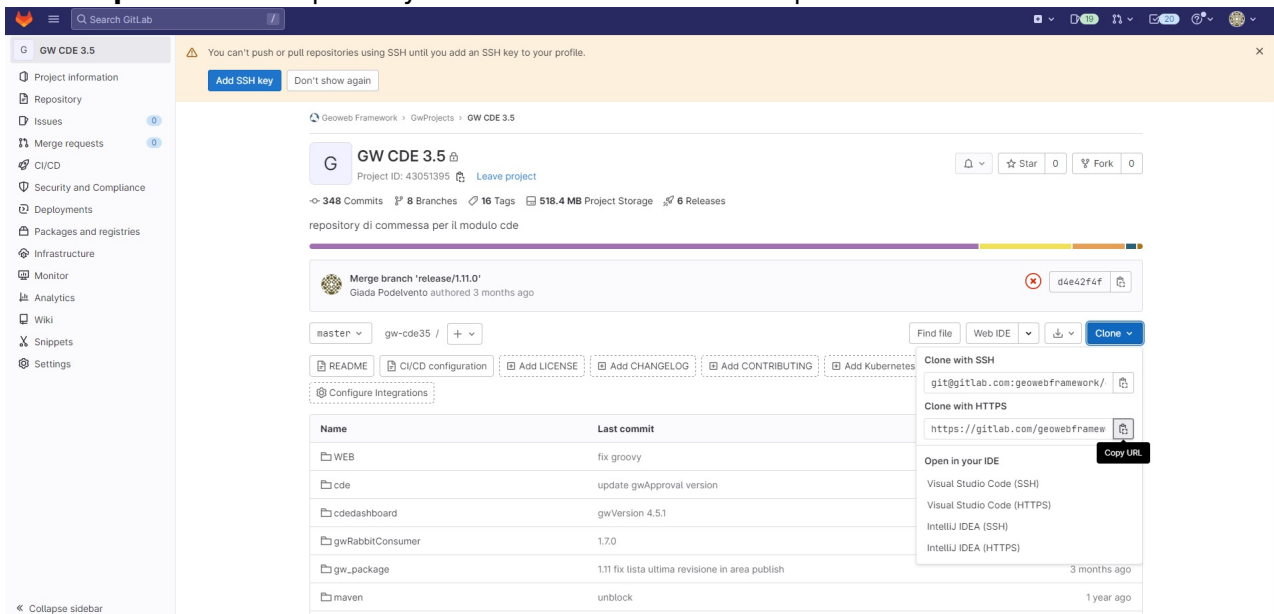 Search GitLab
/
19
20
G GW CDE 3.5
Project information
Repository
Issues 0
Merge requests 0
CI/CD
Security and Compliance
Deployments
Packages and registries
Infrastructure
Monitor
Analytics
Wiki
Snippets
Settings
« Collapse sidebar
You can't push or pull repositories using SSH until you add an SSH key to your profile.
Add SSH key Don't show again
Geoweb Framework › GwProjects › GW CDE 3.5
G
GW CDE 3.5
Project ID: 43051395 Leave project
Star 0 Fork 0
348 Commits 8 Branches 16 Tags 518.4 MB Project Storage 6 Releases
repository di commessa per il modulo cde
Merge branch 'release/1.11.0'
Giada Podelvento authored 3 months ago
d4e42f4f
master gw-cde35 / +
Find file Web IDE Clone
README CI/CD configuration Add LICENSE Add CHANGELOG Add CONTRIBUTING Add Kubernetes
Configure Integrations
Clone with SSH
git@gitlab.com:geowebframework/
Clone with HTTPS
https://gitlab.com/geowebframew
Copy URL
Open in your IDE
Visual Studio Code (SSH)
Visual Studio Code (HTTPS)
IntelliJ IDEA (SSH)
IntelliJ IDEA (HTTPS)
Name Last commit
WEB fix groovy
cde update gwApproval version
cdedashboard gwVersion 4.5.1
gwRabbitConsumer 1.7.0
gw_package 1.11 fix lista ultima revisione in area publish 3 months ago
maven unblock 1 year ago